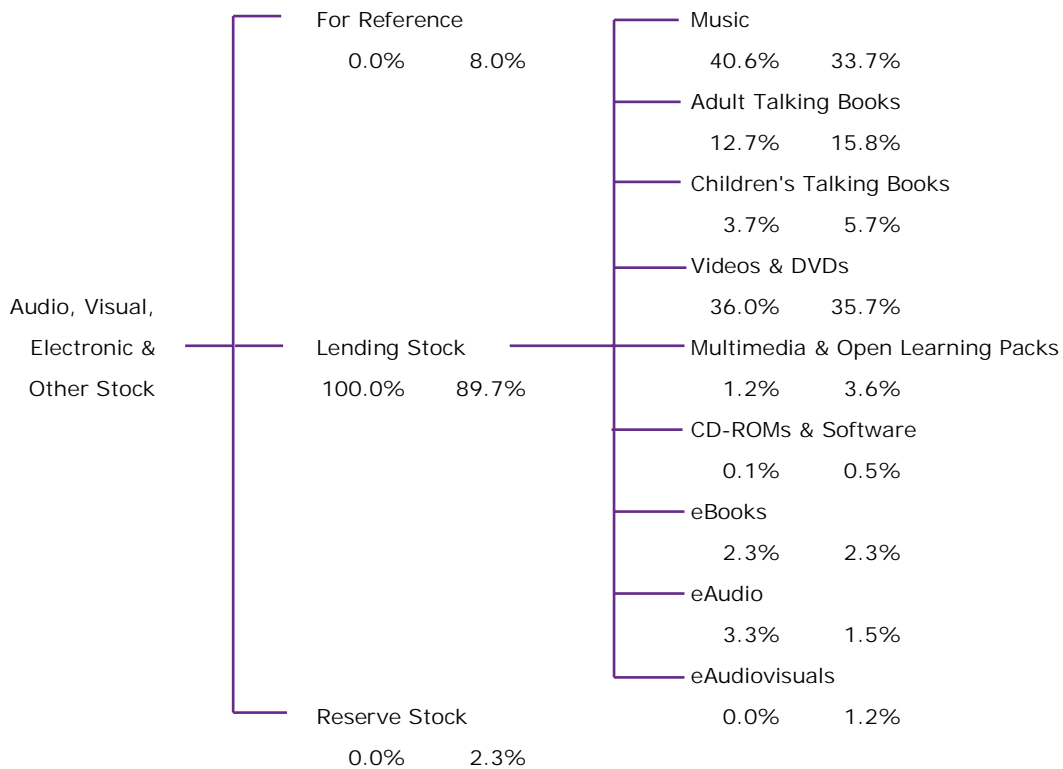 For Reference
0.0% 8.0%
Audio, Visual,
Electronic &
Other Stock
Lending Stock
100.0% 89.7%
Reserve Stock
0.0% 2.3%
Music
40.6% 33.7%
Adult Talking Books
12.7% 15.8%
Children's Talking Books
3.7% 5.7%
Videos & DVDs
36.0% 35.7%
Multimedia & Open Learning Packs
1.2% 3.6%
CD-ROMs & Software
0.1% 0.5%
eBooks
2.3% 2.3%
eAudio
3.3% 1.5%
eAudiovisuals
0.0% 1.2%